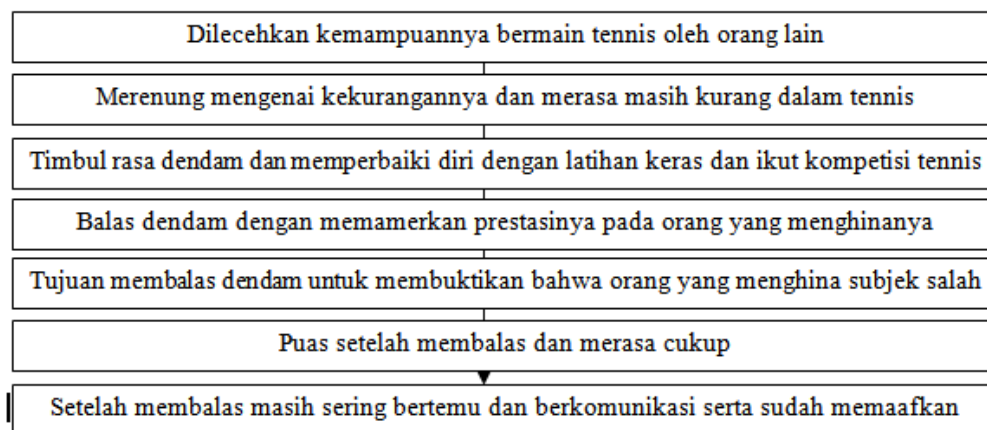 Dilecehkan kemampuannya bermain tennis oleh orang lain
Merenung mengenai kekurangannya dan merasa masih kurang dalam tennis
Timbul rasa dendam dan memperbaiki diri dengan latihan keras dan ikut kompetisi tennis
Balas dendam dengan memamerkan prestasinya pada orang yang menghinanya
Tujuan membalas dendam untuk membuktikan bahwa orang yang menghina subjek salah
Puas setelah membalas dan merasa cukup
Setelah membalas masih sering bertemu dan berkomunikasi serta sudah memaafkan